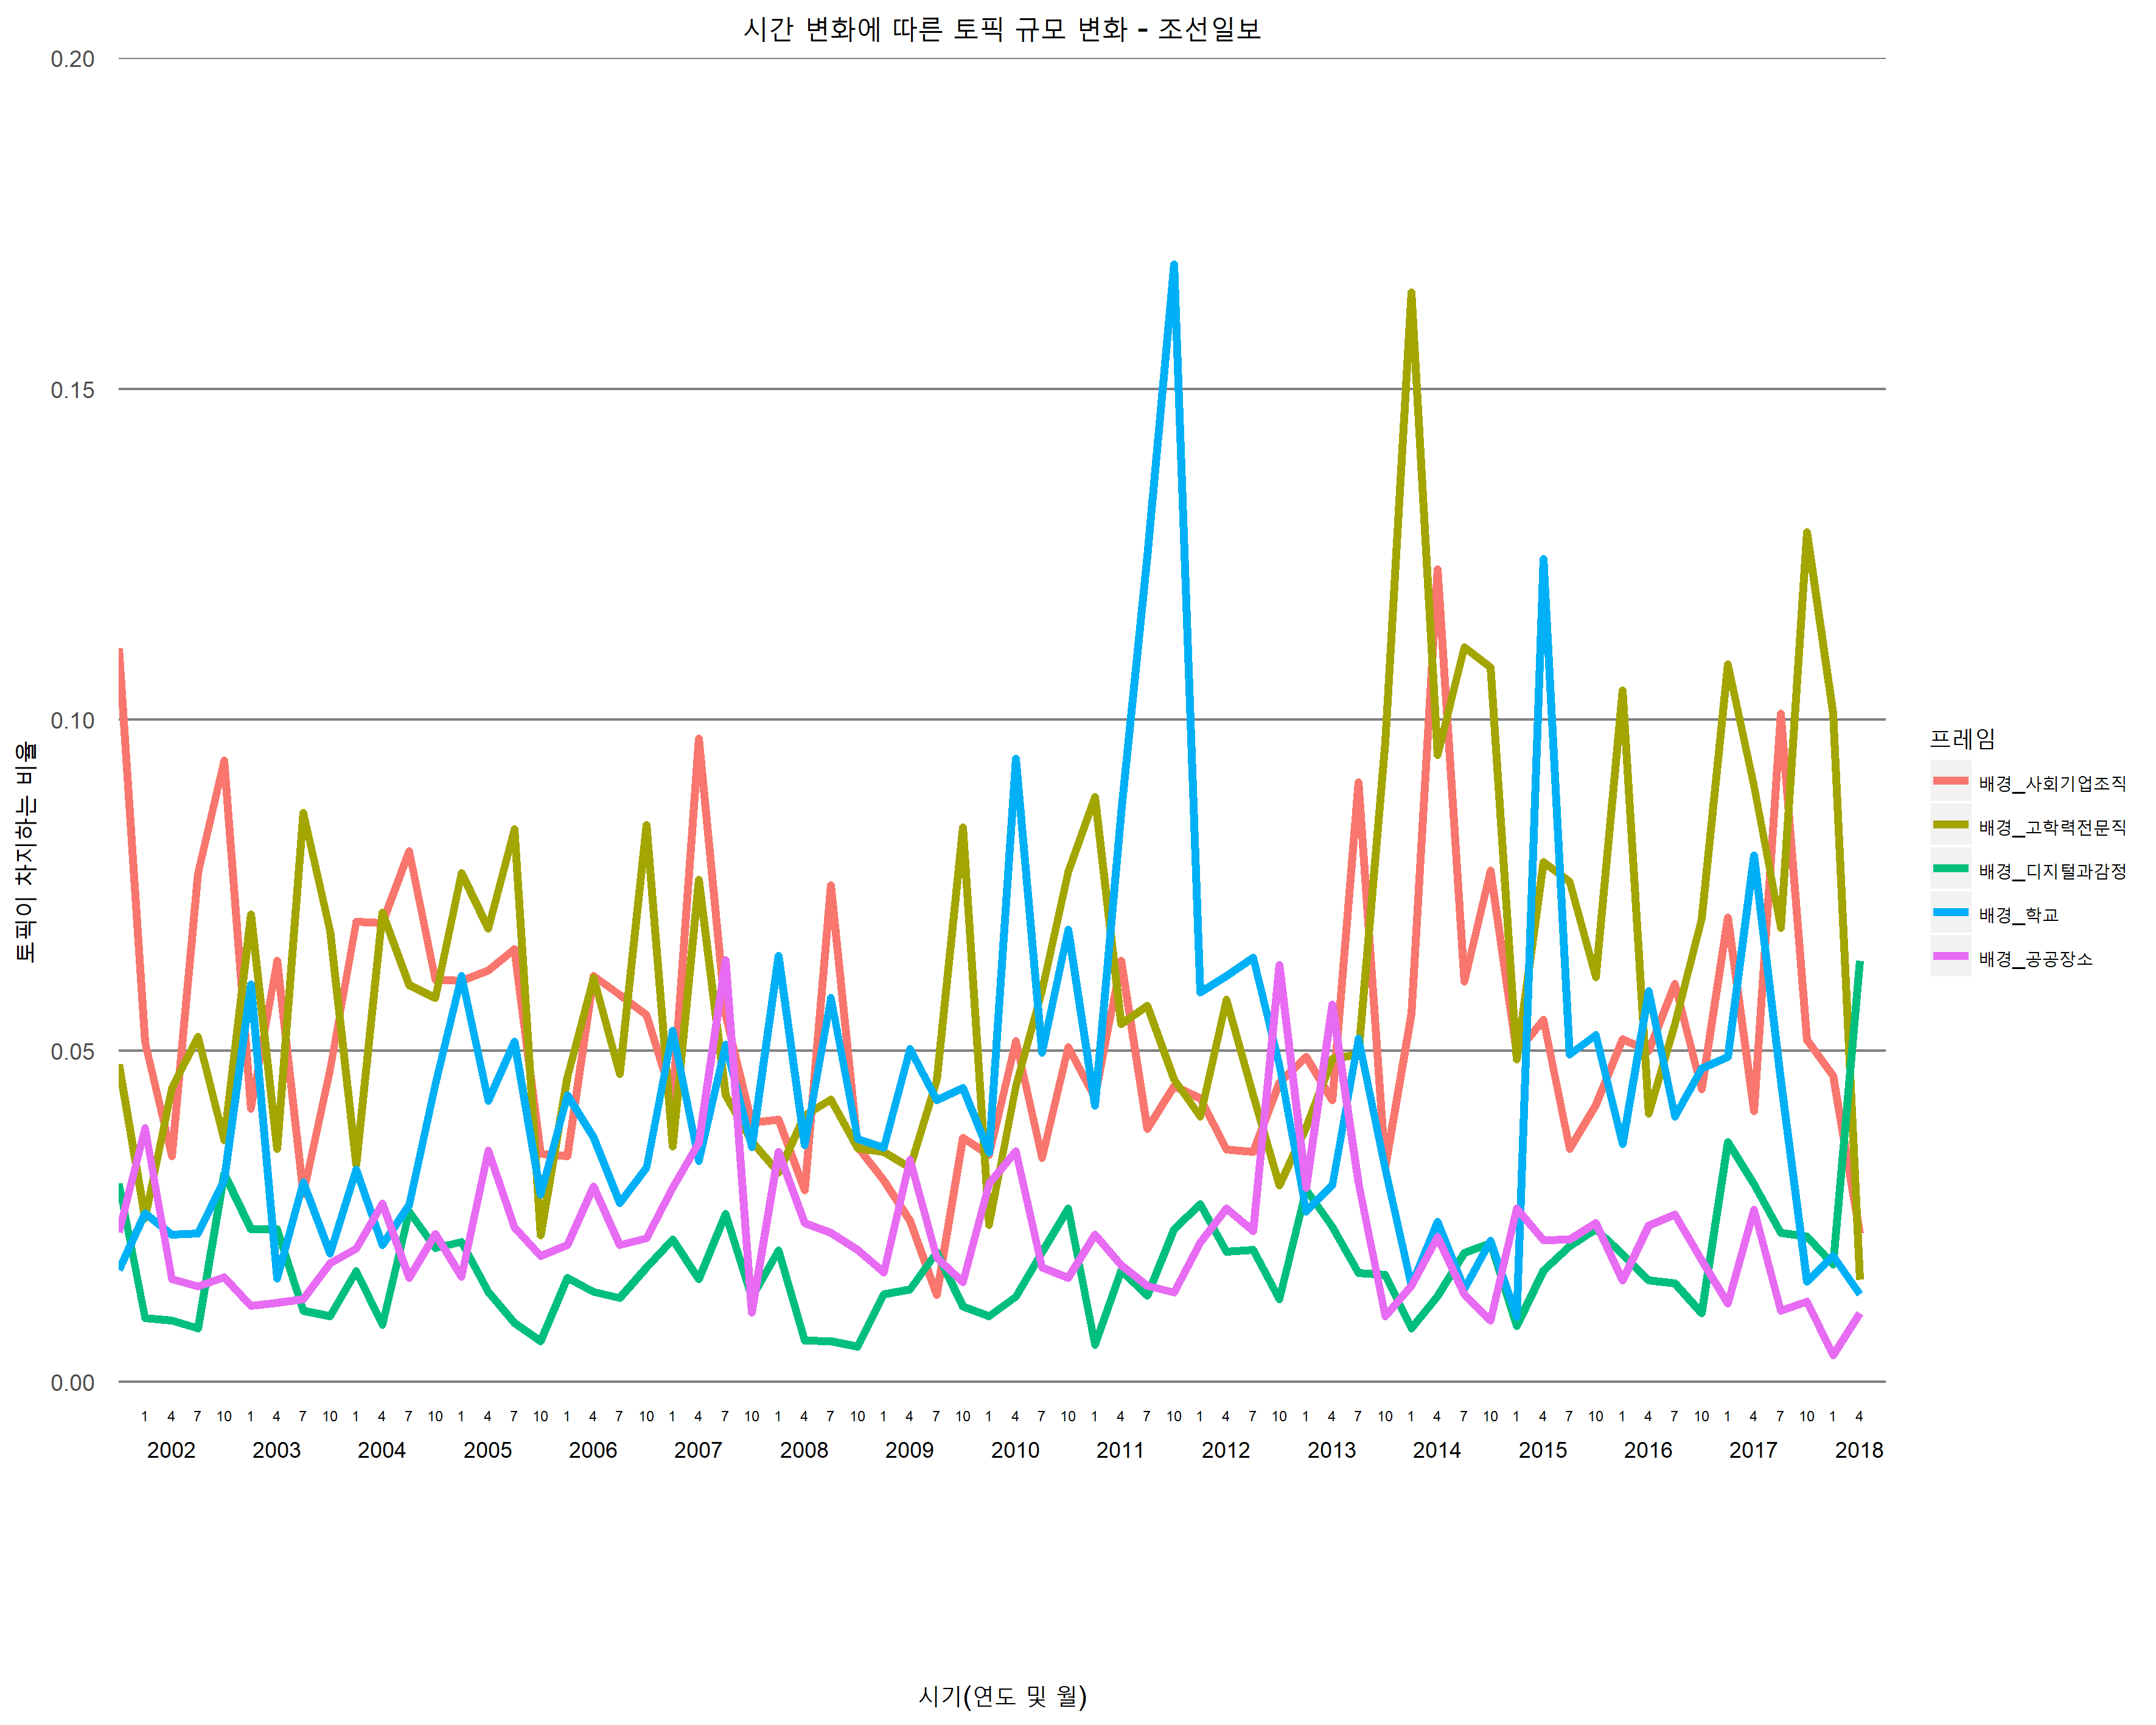 시간 변화에 따른 토픽 규모 변화 - 조선일보
0.20
0.15
0.10
0.05
0.00
토픽이 차지하는 비율
1 4 7 10 1 4 7 10 1 4 7 10 1 4 7 10 1 4 7 10 1 4 7 10 1 4 7 10 1 4 7 10 1 4 7 10 1 4 7 10 1 4 7 10 1 4 7 10 1 4 7 10 1 4 7 10 1 4 7 10 1 4 7 10 1 4
2002 2003 2004 2005 2006 2007 2008 2009 2010 2011 2012 2013 2014 2015 2016 2017 2018
시기(연도 및 월)
프레임
배경_사회기업조직
배경_고학력전문직
배경_디지털과감정
배경_학교
배경_공공장소